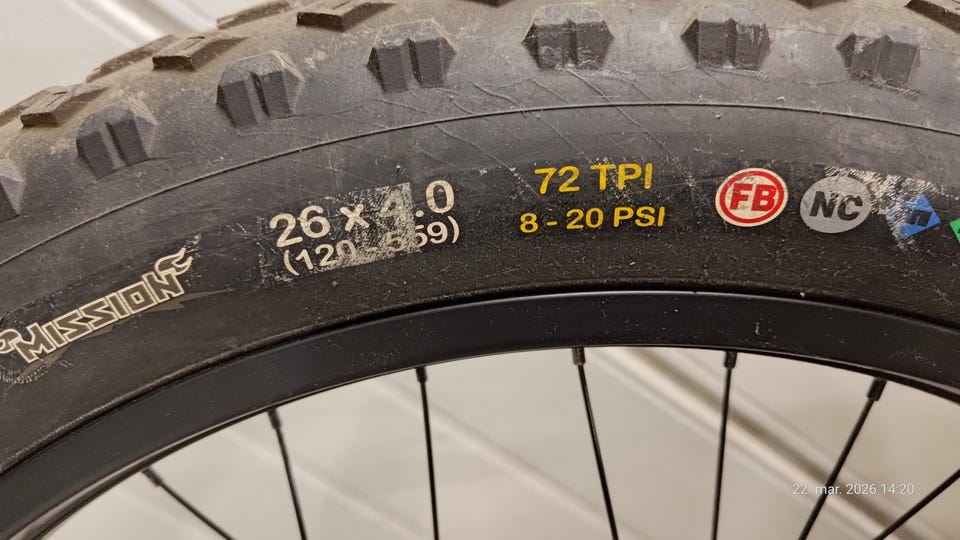 MISSION
26 x 4.0
(120-559)
72 TPI
8 - 20 PSI
FB
NC
22. mar. 2026 14:20